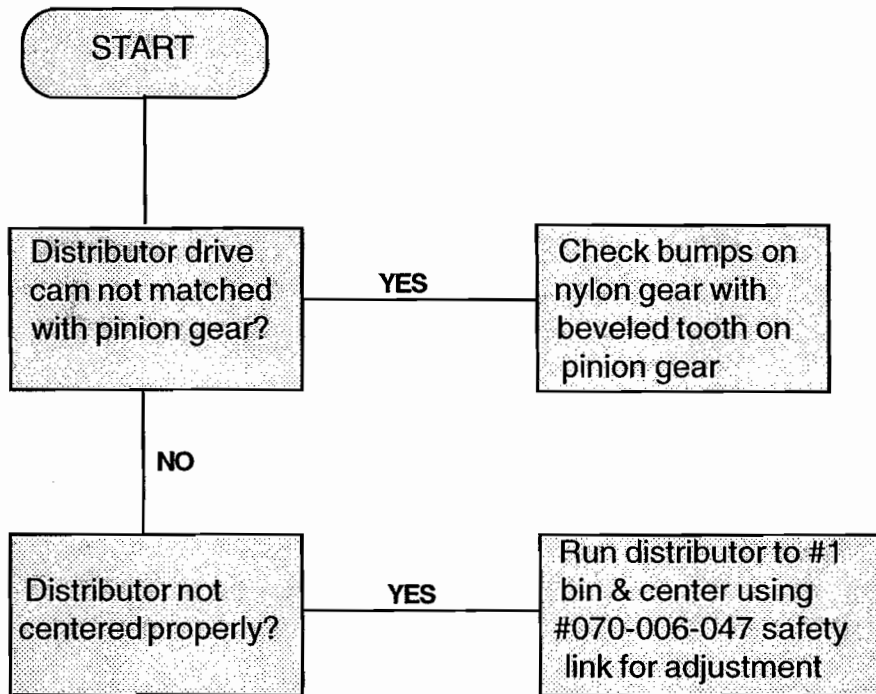 START
Distributor drive
cam not matched
with pinion gear?
YES
Check bumps on
nylon gear with
beveled tooth on
pinion gear
NO
Distributor not
centered properly?
YES
Run distributor to #1
bin & center using
#070-006-047 safety
link for adjustment